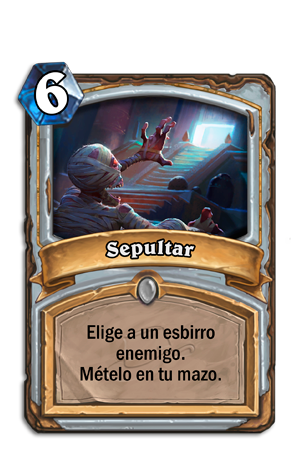 6
Sepultar
Elige a un esbirro
enemigo.
Mételo en tu mazo.